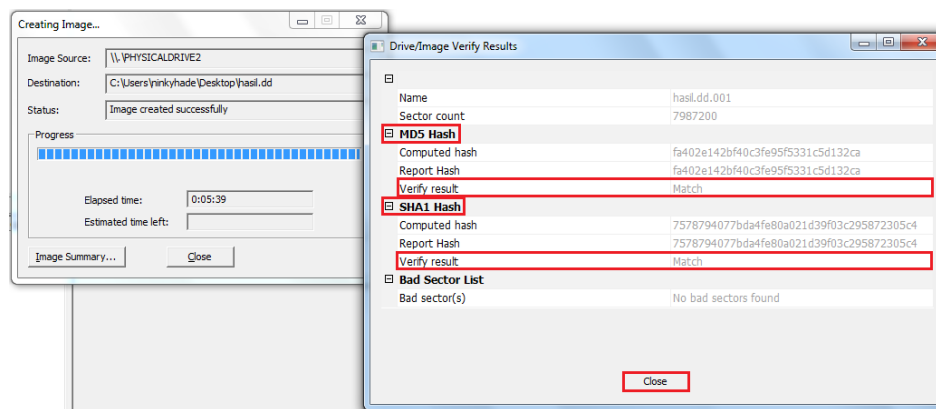 Creating Image...
Image Source: \\.\PHYSICALDRIVE2
Destination: C:\Users\ninkyhade\Desktop\hasil.dd
Status: Image created successfully
Progress
Elapsed time: 0:05:39
Estimated time left:
Image Summary... Close
Drive/Image Verify Results
Name hasil.dd.001
Sector count 7987200
MD5 Hash
Computed hash fa402e142bf40c3fe95f5331c5d132ca
Report Hash fa402e142bf40c3fe95f5331c5d132ca
Verify result Match
SHA1 Hash
Computed hash 7578794077bda4fe80a021d39f03c295872305c4
Report Hash 7578794077bda4fe80a021d39f03c295872305c4
Verify result Match
Bad Sector List
Bad sector(s) No bad sectors found
Close